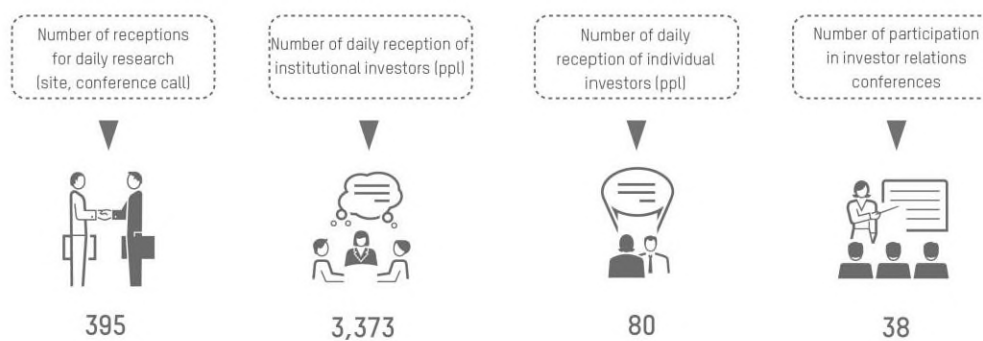 Number of receptions
for daily research
(site, conference call)
Number of daily reception of
institutional investors (ppl)
Number of daily
reception of individual
investors (ppl)
Number of participation
in investor relations
conferences
395
3,373
80
38